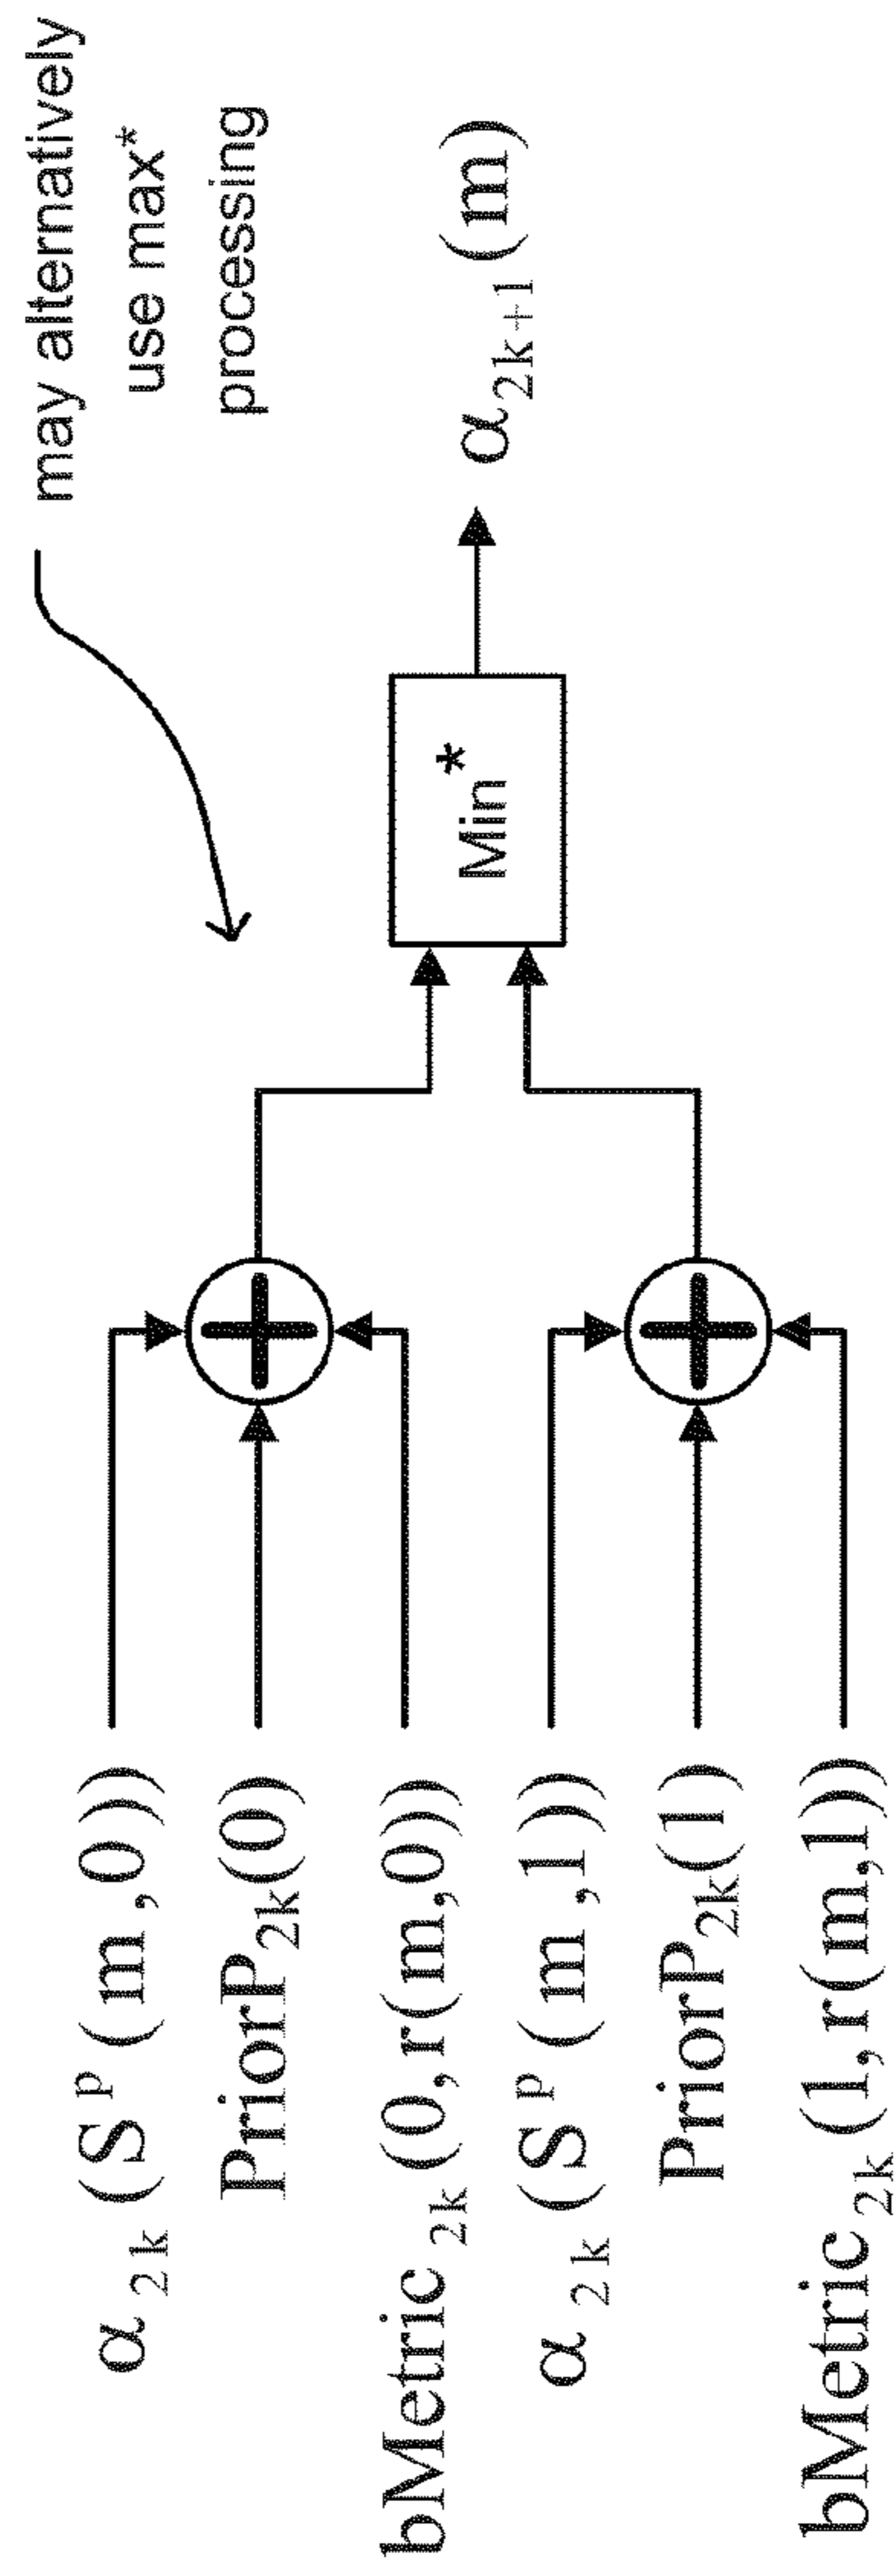 may alternatively
use max*
processing
α₂ₖ(Sᵖ(m,0))
PriorP₂ₖ(0)
bMetric₂ₖ(0,r(m,0))
α₂ₖ(Sᵖ(m,1))
PriorP₂ₖ(1)
bMetric₂ₖ(1,r(m,1))
Min*
α₂ₖ₊₁(m)